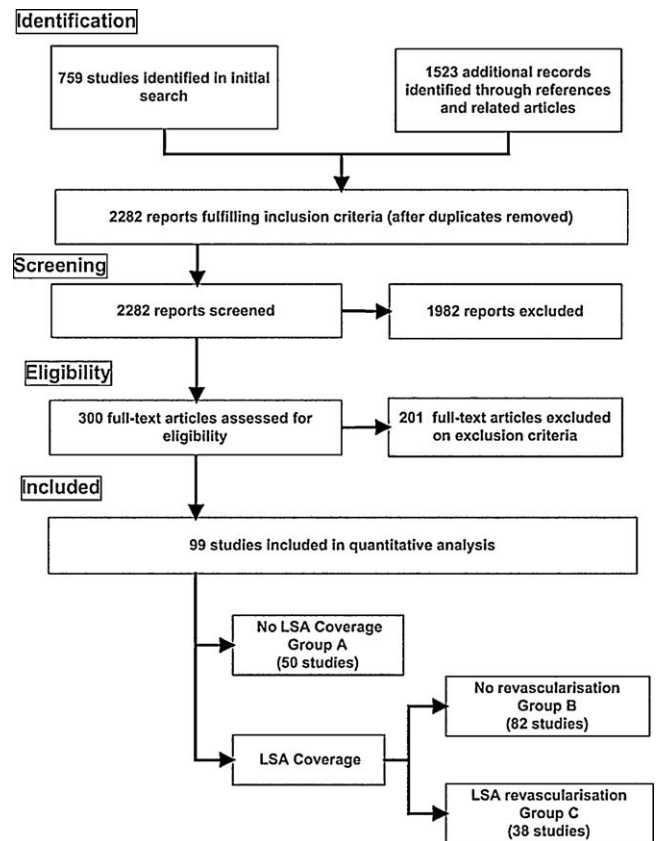 Identification
759 studies identified in initial
search
1523 additional records
identified through references
and related articles
2282 reports fulfilling inclusion criteria (after duplicates removed)
Screening
2282 reports screened
1982 reports excluded
Eligibility
300 full-text articles assessed for
eligibility
201 full-text articles excluded
on exclusion criteria
Included
99 studies included in quantitative analysis
No LSA Coverage
Group A
(50 studies)
No revascularisation
Group B
(82 studies)
LSA Coverage
LSA revascularisation
Group C
(38 studies)